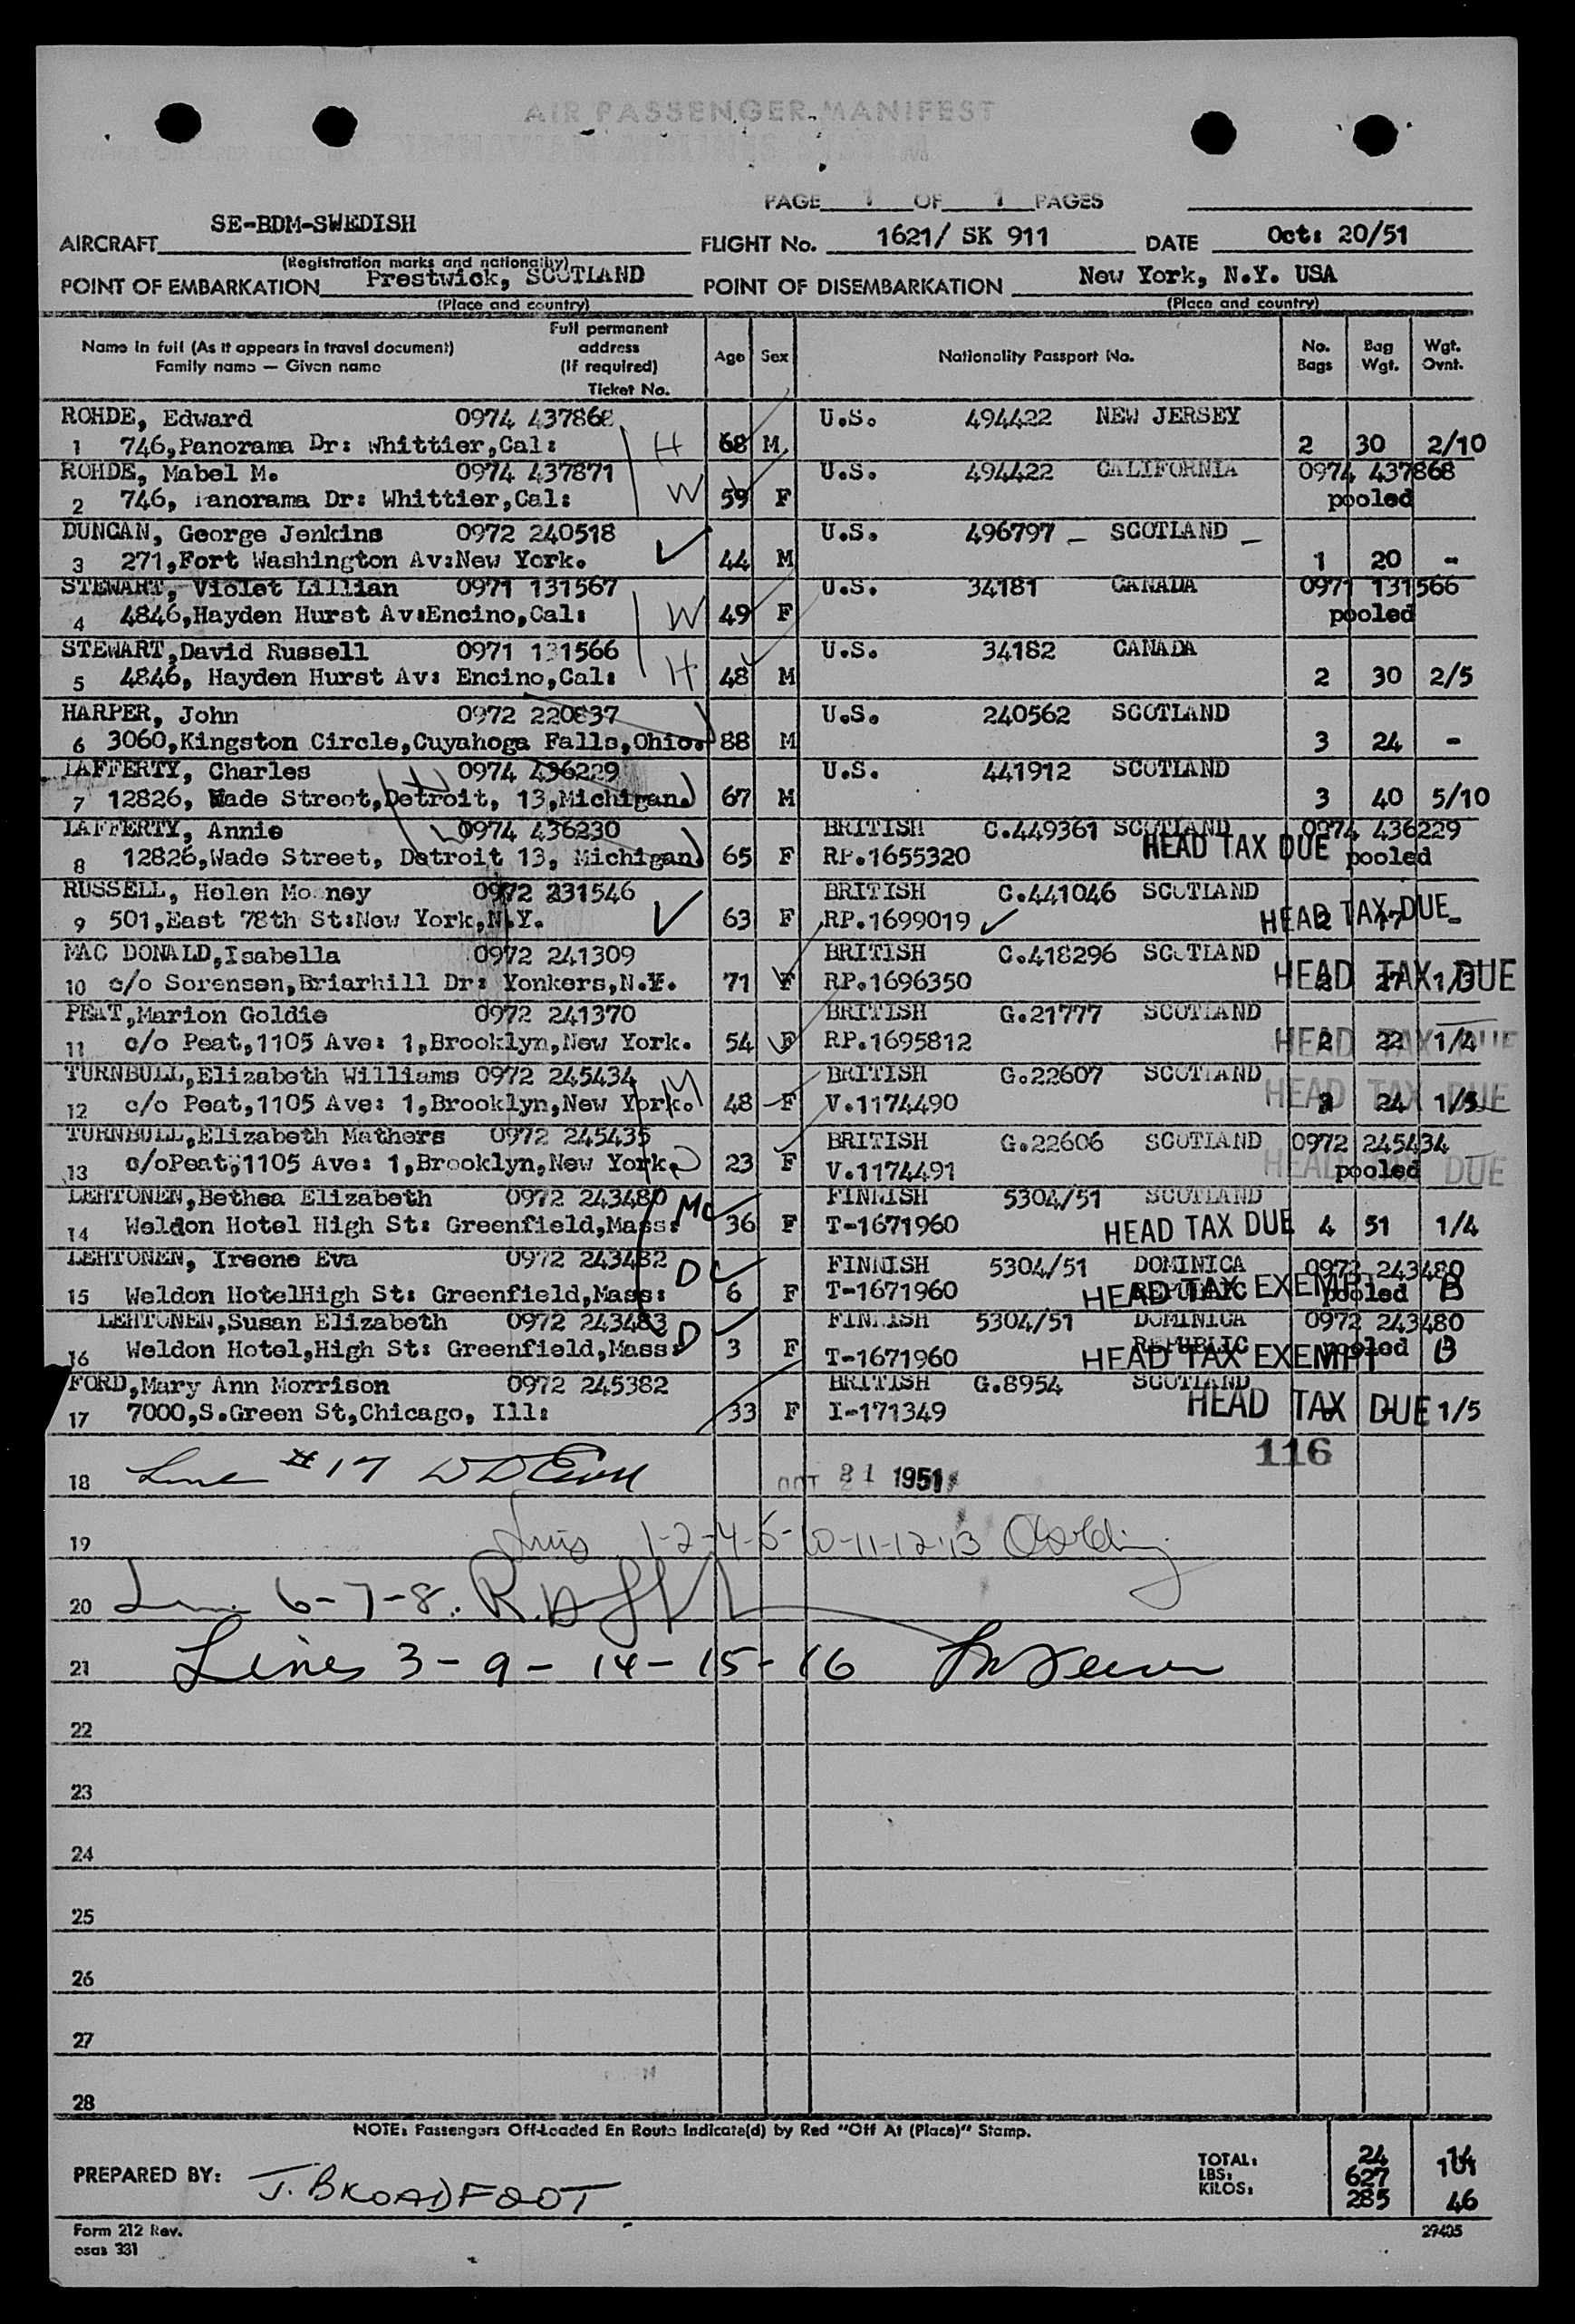 AIR PASSENGER MANIFEST
PAGE 1 OF 1 PAGES
AIRCRAFT SE-BDM-SWEDISH FLIGHT No. 1621/ SK 911 DATE Oct: 20/51
(Registration marks and nationality)
POINT OF EMBARKATION Prestwick, SCOTLAND POINT OF DISEMBARKATION New York, N.Y. USA
(Place and country) (Place and country)
Name in full (As it appears in travel document) Full permanent address (If required) Age Sex Nationality Passport No. No. Bags Bag Wgt. Wgt. Ovnt.
Family name — Given name Ticket No.
ROHDE, Edward 0974 437868 U.S. 494422 NEW JERSEY
1 746,Panorama Dr: Whittier,Cal: H 68 M 2 30 2/10
ROHDE, Mabel M. 0974 437871 U.S. 494422 CALIFORNIA 0974 437868
2 746, Panorama Dr: Whittier,Cal: W 59 F pooled
DUNCAN, George Jenkins 0972 240518 U.S. 496797 – SCOTLAND –
3 271,Fort Washington Av:New York. ✓ 44 M 1 20 -
STEWART, Violet Lillian 0971 131567 U.S. 34181 CANADA 0971 131566
4 4846,Hayden Hurst Av:Encino,Cal: W 49 F pooled
STEWART,David Russell 0971 131566 U.S. 34182 CANADA
5 4846, Hayden Hurst Av: Encino,Cal: H 48 M 2 30 2/5
HARPER, John 0972 220837 U.S. 240562 SCOTLAND
6 3060,Kingston Circle,Cuyahoga Falls,Ohio. 88 M 3 24 -
LAFFERTY, Charles 0974 436229 U.S. 441912 SCOTLAND
7 12826, Wade Street,Detroit, 13,Michigan. 67 M 3 40 5/10
LAFFERTY, Annie 0974 436230 BRITISH C.449361 SCOTLAND 0974 436229
8 12826,Wade Street, Detroit 13, Michigan. 65 F RP.1655320 HEAD TAX DUE pooled
RUSSELL, Helen Mo ney 0972 231546 BRITISH C.441046 SCOTLAND
9 501,East 78th St:New York,N.Y. ✓ 63 F RP.1699019 ✓ HEAD TAX DUE 2 17 -
MAC DONALD,Isabella 0972 241309 BRITISH C.418296 SCOTLAND
10 c/o Sorensen,Briarhill Dr: Yonkers,N.Y. 71 F RP.1696350 HEAD TAX DUE 2 27 1/3
PEAT,Marion Goldie 0972 241370 BRITISH G.21777 SCOTLAND
11 c/o Peat,1105 Ave: 1,Brooklyn,New York. 54 F RP.1695812 HEAD TAX DUE 2 22 1/4
TURNBULL,Elizabeth Williams 0972 245434 BRITISH G.22607 SCOTLAND
12 c/o Peat,1105 Ave: 1,Brooklyn,New York. M 48 F V.1174490 HEAD TAX DUE 24 1/5
TURNBULL,Elizabeth Mathers 0972 245435 BRITISH G.22606 SCOTLAND 0972 245434
13 c/oPeat,1105 Ave: 1,Brooklyn,New York. D 23 F V.1174491 HEAD TAX DUE pooled
LEHTONEN,Bethea Elizabeth 0972 243480 FINNISH 5304/51 SCOTLAND
14 Weldon Hotel High St: Greenfield,Mass: M 36 F T-1671960 HEAD TAX DUE 4 51 1/4
LEHTONEN, Ireene Eva 0972 243482 FINNISH 5304/51 DOMINICA 0972 243480
15 Weldon HotelHigh St: Greenfield,Mass: D 6 F T-1671960 REPUBLIC HEAD TAX EXEMPT pooled B
LEHTONEN,Susan Elizabeth 0972 243483 FINNISH 5304/51 DOMINICA 0972 243480
16 Weldon Hotel,High St: Greenfield,Mass: D 3 F T-1671960 REPUBLIC HEAD TAX EXEMPT pooled B
FORD,Mary Ann Morrison 0972 245382 BRITISH G.8954 SCOTLAND
17 7000,S.Green St,Chicago, Ill: 33 F I-171349 HEAD TAX DUE 1/5
116
18 Line #17 OCT 21 1951
19 Lines 1-2-4-5-10-11-12-13
20 6-7-8.
21 Lines 3-9-14-15-16
22
23
24
25
26
27
28
NOTE: Passengers Off-Loaded En Route Indicate(d) by Red "Off At (Place)" Stamp.
PREPARED BY: J. BROADFOOT
TOTAL: 24 14
LBS: 627 101
KILOS: 285 46
Form 212 Rev. 27405
osas 331